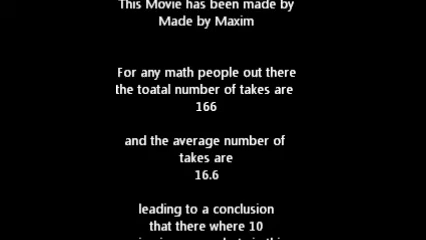 This Movie has been made by
Made by Maxim
For any math people out there
the toatal number of takes are
166
and the average number of
takes are
16.6
leading to a conclusion
that there where 10